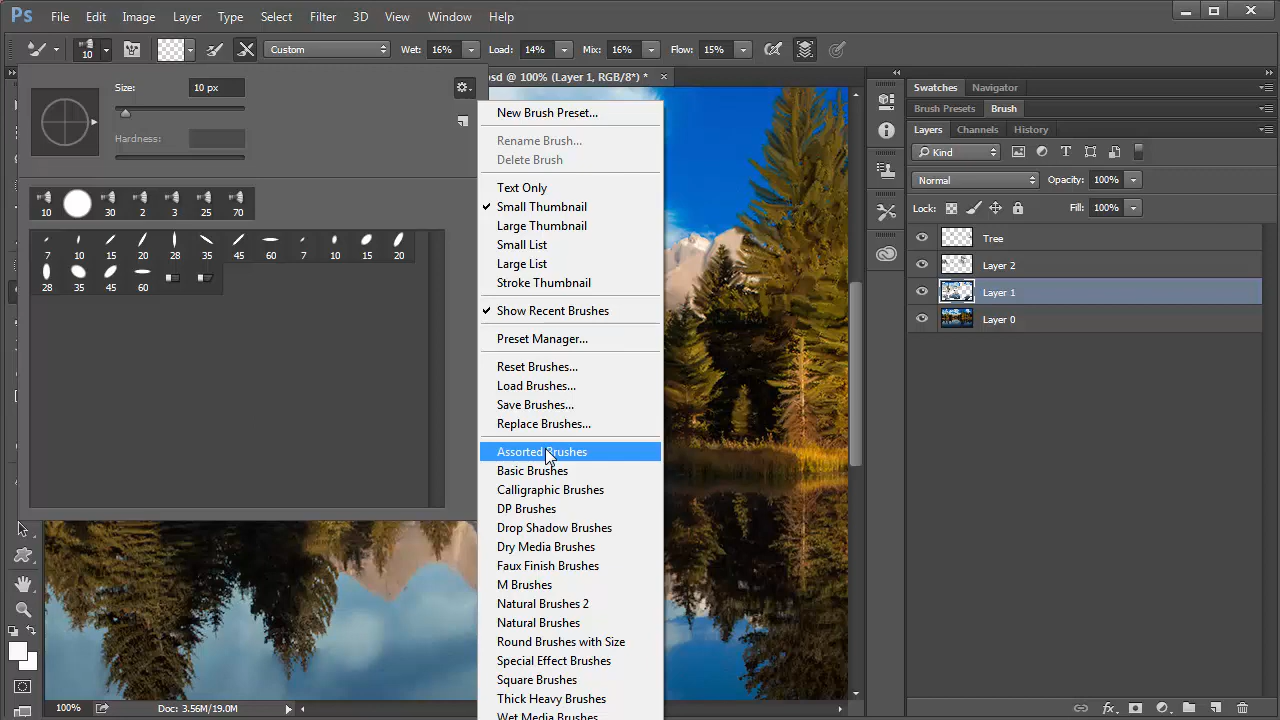 Ps File Edit Image Layer Type Select Filter 3D View Window Help
10 Custom Wet: 16% Load: 14% Mix: 16% Flow: 15%
sd @ 100% (Layer 1, RGB/8*) *
Size: 10 px
Hardness:
10 30 2 3 25 70
7 10 15 20 28 35 45 60 7 10 15 20
28 35 45 60
New Brush Preset...
Rename Brush...
Delete Brush
Text Only
Small Thumbnail
Large Thumbnail
Small List
Large List
Stroke Thumbnail
Show Recent Brushes
Preset Manager...
Reset Brushes...
Load Brushes...
Save Brushes...
Replace Brushes...
Assorted Brushes
Basic Brushes
Calligraphic Brushes
DP Brushes
Drop Shadow Brushes
Dry Media Brushes
Faux Finish Brushes
M Brushes
Natural Brushes 2
Natural Brushes
Round Brushes with Size
Special Effect Brushes
Square Brushes
Thick Heavy Brushes
Wet Media Brushes
Swatches Navigator
Brush Presets Brush
Layers Channels History
Kind
Normal Opacity: 100%
Lock: Fill: 100%
Tree
Layer 2
Layer 1
Layer 0
100% Doc: 3.56M/19.0M